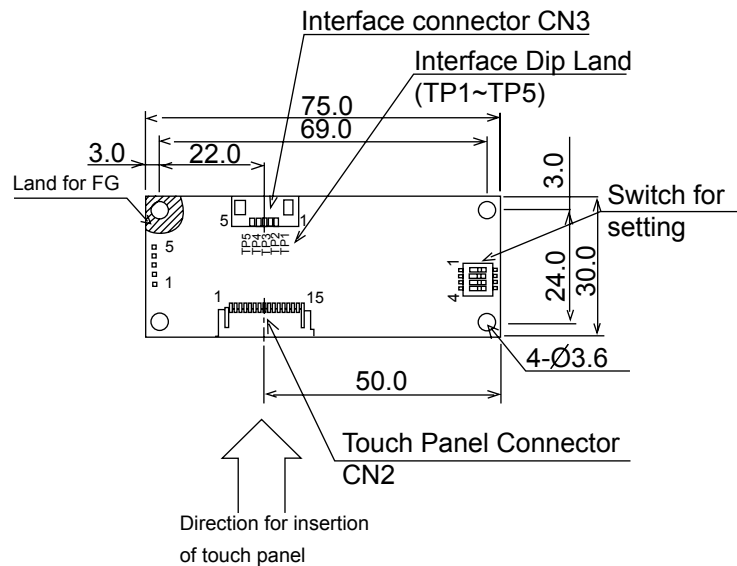 Interface connector CN3
Interface Dip Land
(TP1~TP5)
75.0
69.0
3.0
22.0
3.0
Land for FG
Switch for
setting
5
1
TP5
TP4
TP3
TP2
TP1
5
1
1
4
24.0
30.0
1
15
4-Ø3.6
50.0
Touch Panel Connector
CN2
Direction for insertion
of touch panel